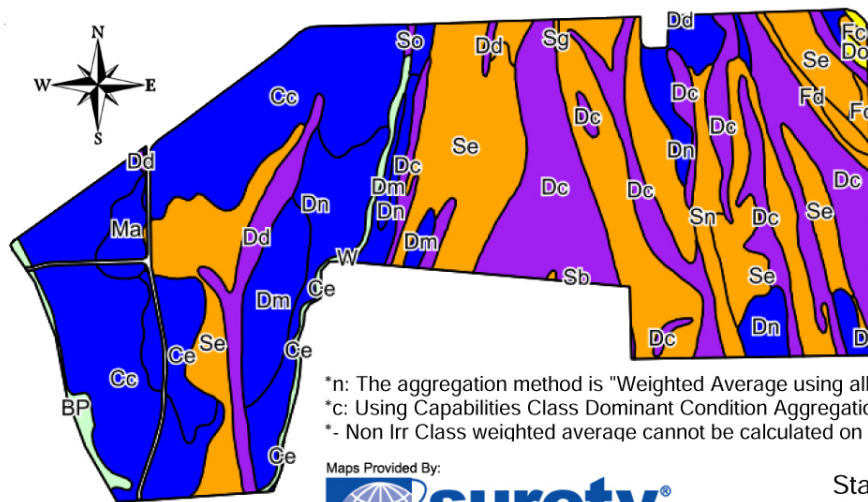 N
W E
S
So Dd Sg Dd Fc
Do
Cc Se
Dc Dc Fd Fc
Dd Dc Se Dc Dn Dc
Dm Dn Dc Dc Dc
Ma Dn Sn Dc Se
Dd Dm
W Sb Se
Dm Ce
Dn
Cc Ce Se Ce Dc D
BP
Ce
*n: The aggregation method is "Weighted Average using all
*c: Using Capabilities Class Dominant Condition Aggregatio
*- Non Irr Class weighted average cannot be calculated on
Maps Provided By:
surety®
Sta